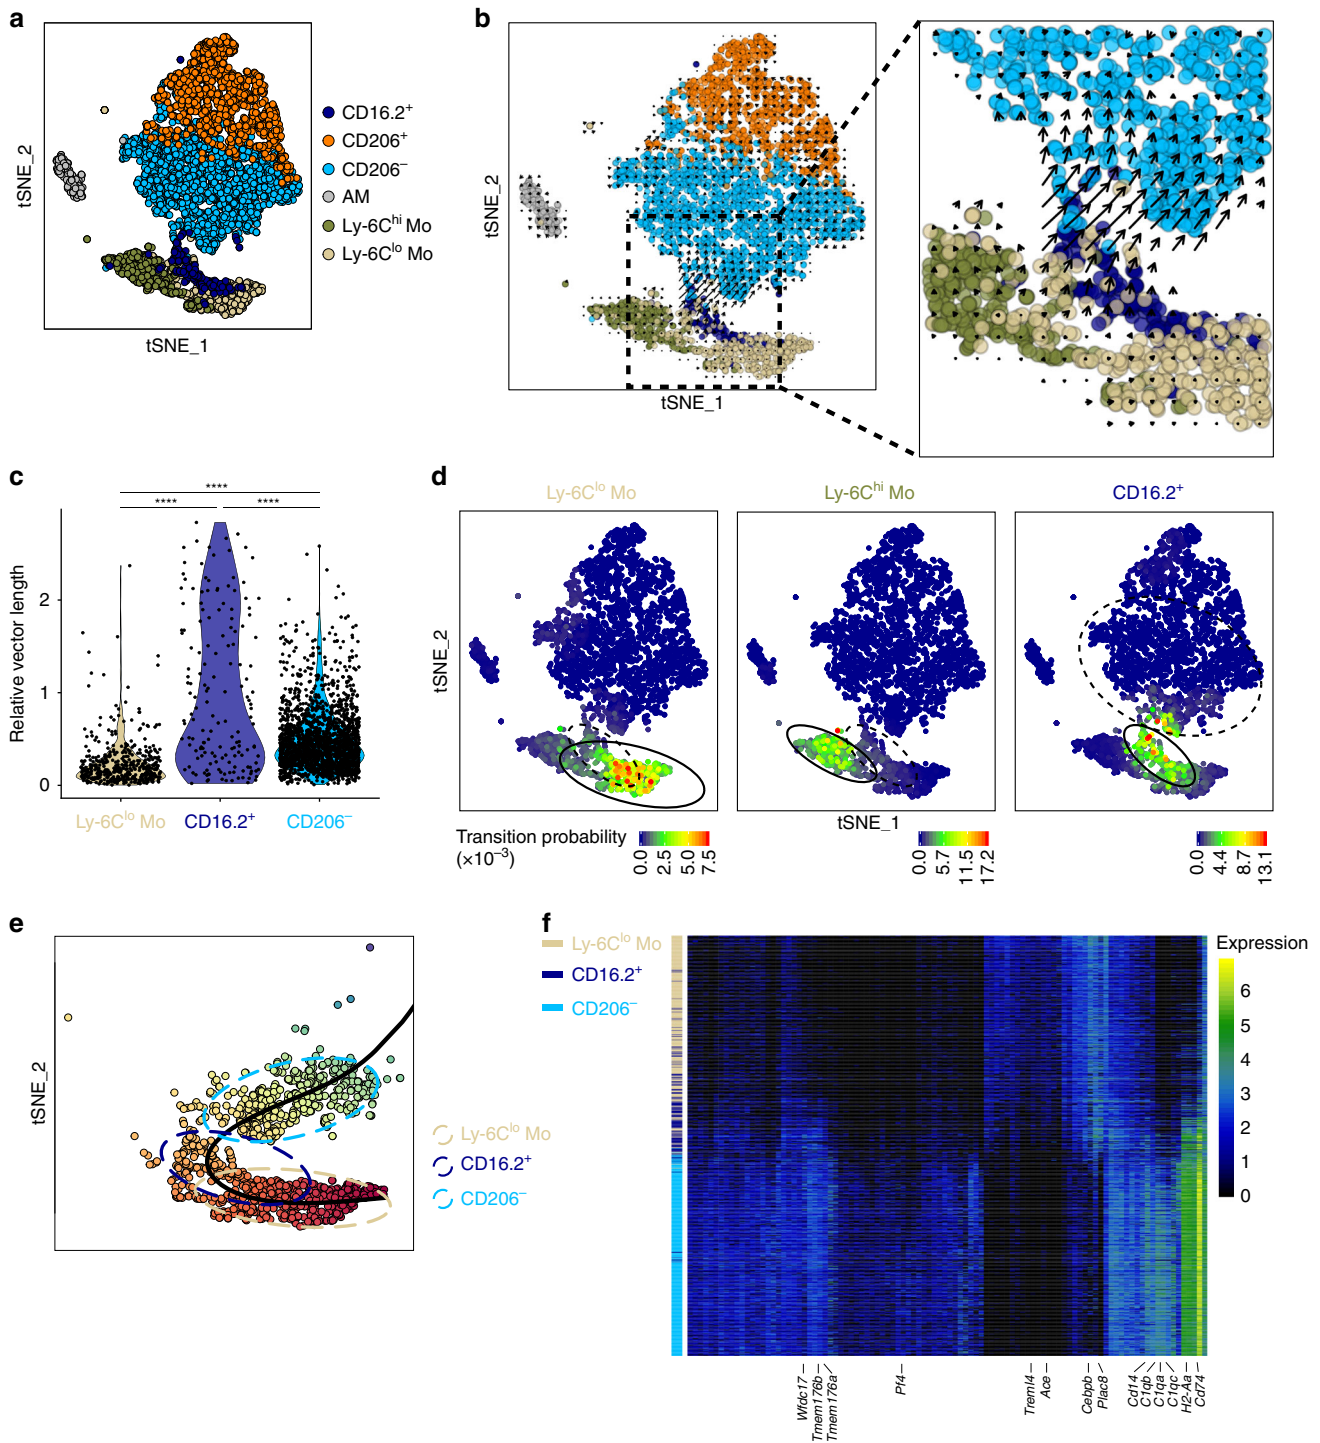 a
tSNE_2
tSNE_1
CD16.2⁺
CD206⁺
CD206⁻
AM
Ly-6Cʰⁱ Mo
Ly-6Cˡᵒ Mo
b
tSNE_2
tSNE_1
c
Relative vector length
2
1
0
****
****
****
Ly-6Cˡᵒ Mo
CD16.2⁺
CD206⁻
d
Ly-6Cˡᵒ Mo
Ly-6Cʰⁱ Mo
CD16.2⁺
tSNE_2
tSNE_1
Transition probability
(×10⁻³)
0.0
2.5
5.0
7.5
0.0
5.7
11.5
17.2
0.0
4.4
8.7
13.1
e
tSNE_2
Ly-6Cˡᵒ Mo
CD16.2⁺
CD206⁻
f
Ly-6Cˡᵒ Mo
CD16.2⁺
CD206⁻
Expression
6
5
4
3
2
1
0
Wfdc17
Tmem176b
Tmem176a
Pf4
Treml4
Ace
Cebpb
Plac8
Cd14
C1qb
C1qa
C1qc
H2-Aa
Cd74